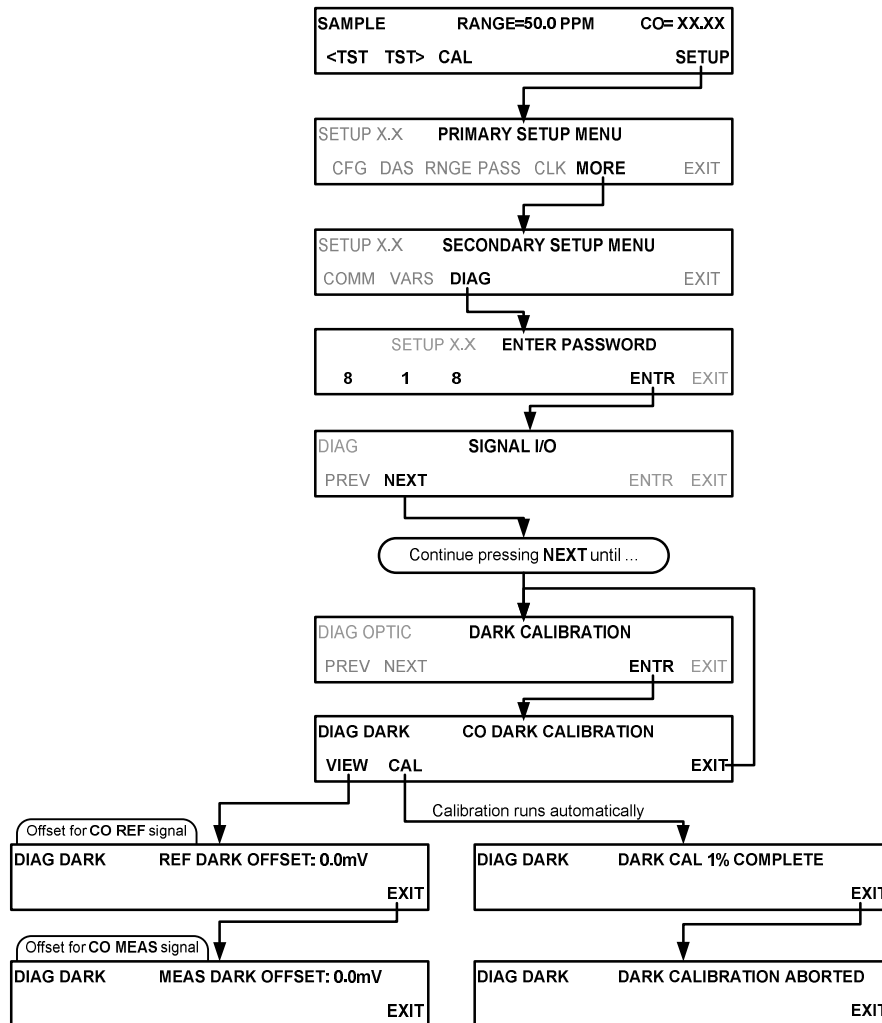 SAMPLE RANGE=50.0 PPM CO= XX.XX
<TST TST> CAL SETUP
SETUP X.X PRIMARY SETUP MENU
CFG DAS RNGE PASS CLK MORE EXIT
SETUP X.X SECONDARY SETUP MENU
COMM VARS DIAG EXIT
SETUP X.X ENTER PASSWORD
8 1 8 ENTR EXIT
DIAG SIGNAL I/O
PREV NEXT ENTR EXIT
Continue pressing NEXT until ...
DIAG OPTIC DARK CALIBRATION
PREV NEXT ENTR EXIT
DIAG DARK CO DARK CALIBRATION
VIEW CAL EXIT
Calibration runs automatically
Offset for CO REF signal
DIAG DARK REF DARK OFFSET: 0.0mV
EXIT
DIAG DARK DARK CAL 1% COMPLETE
EXIT
Offset for CO MEAS signal
DIAG DARK MEAS DARK OFFSET: 0.0mV
EXIT
DIAG DARK DARK CALIBRATION ABORTED
EXIT